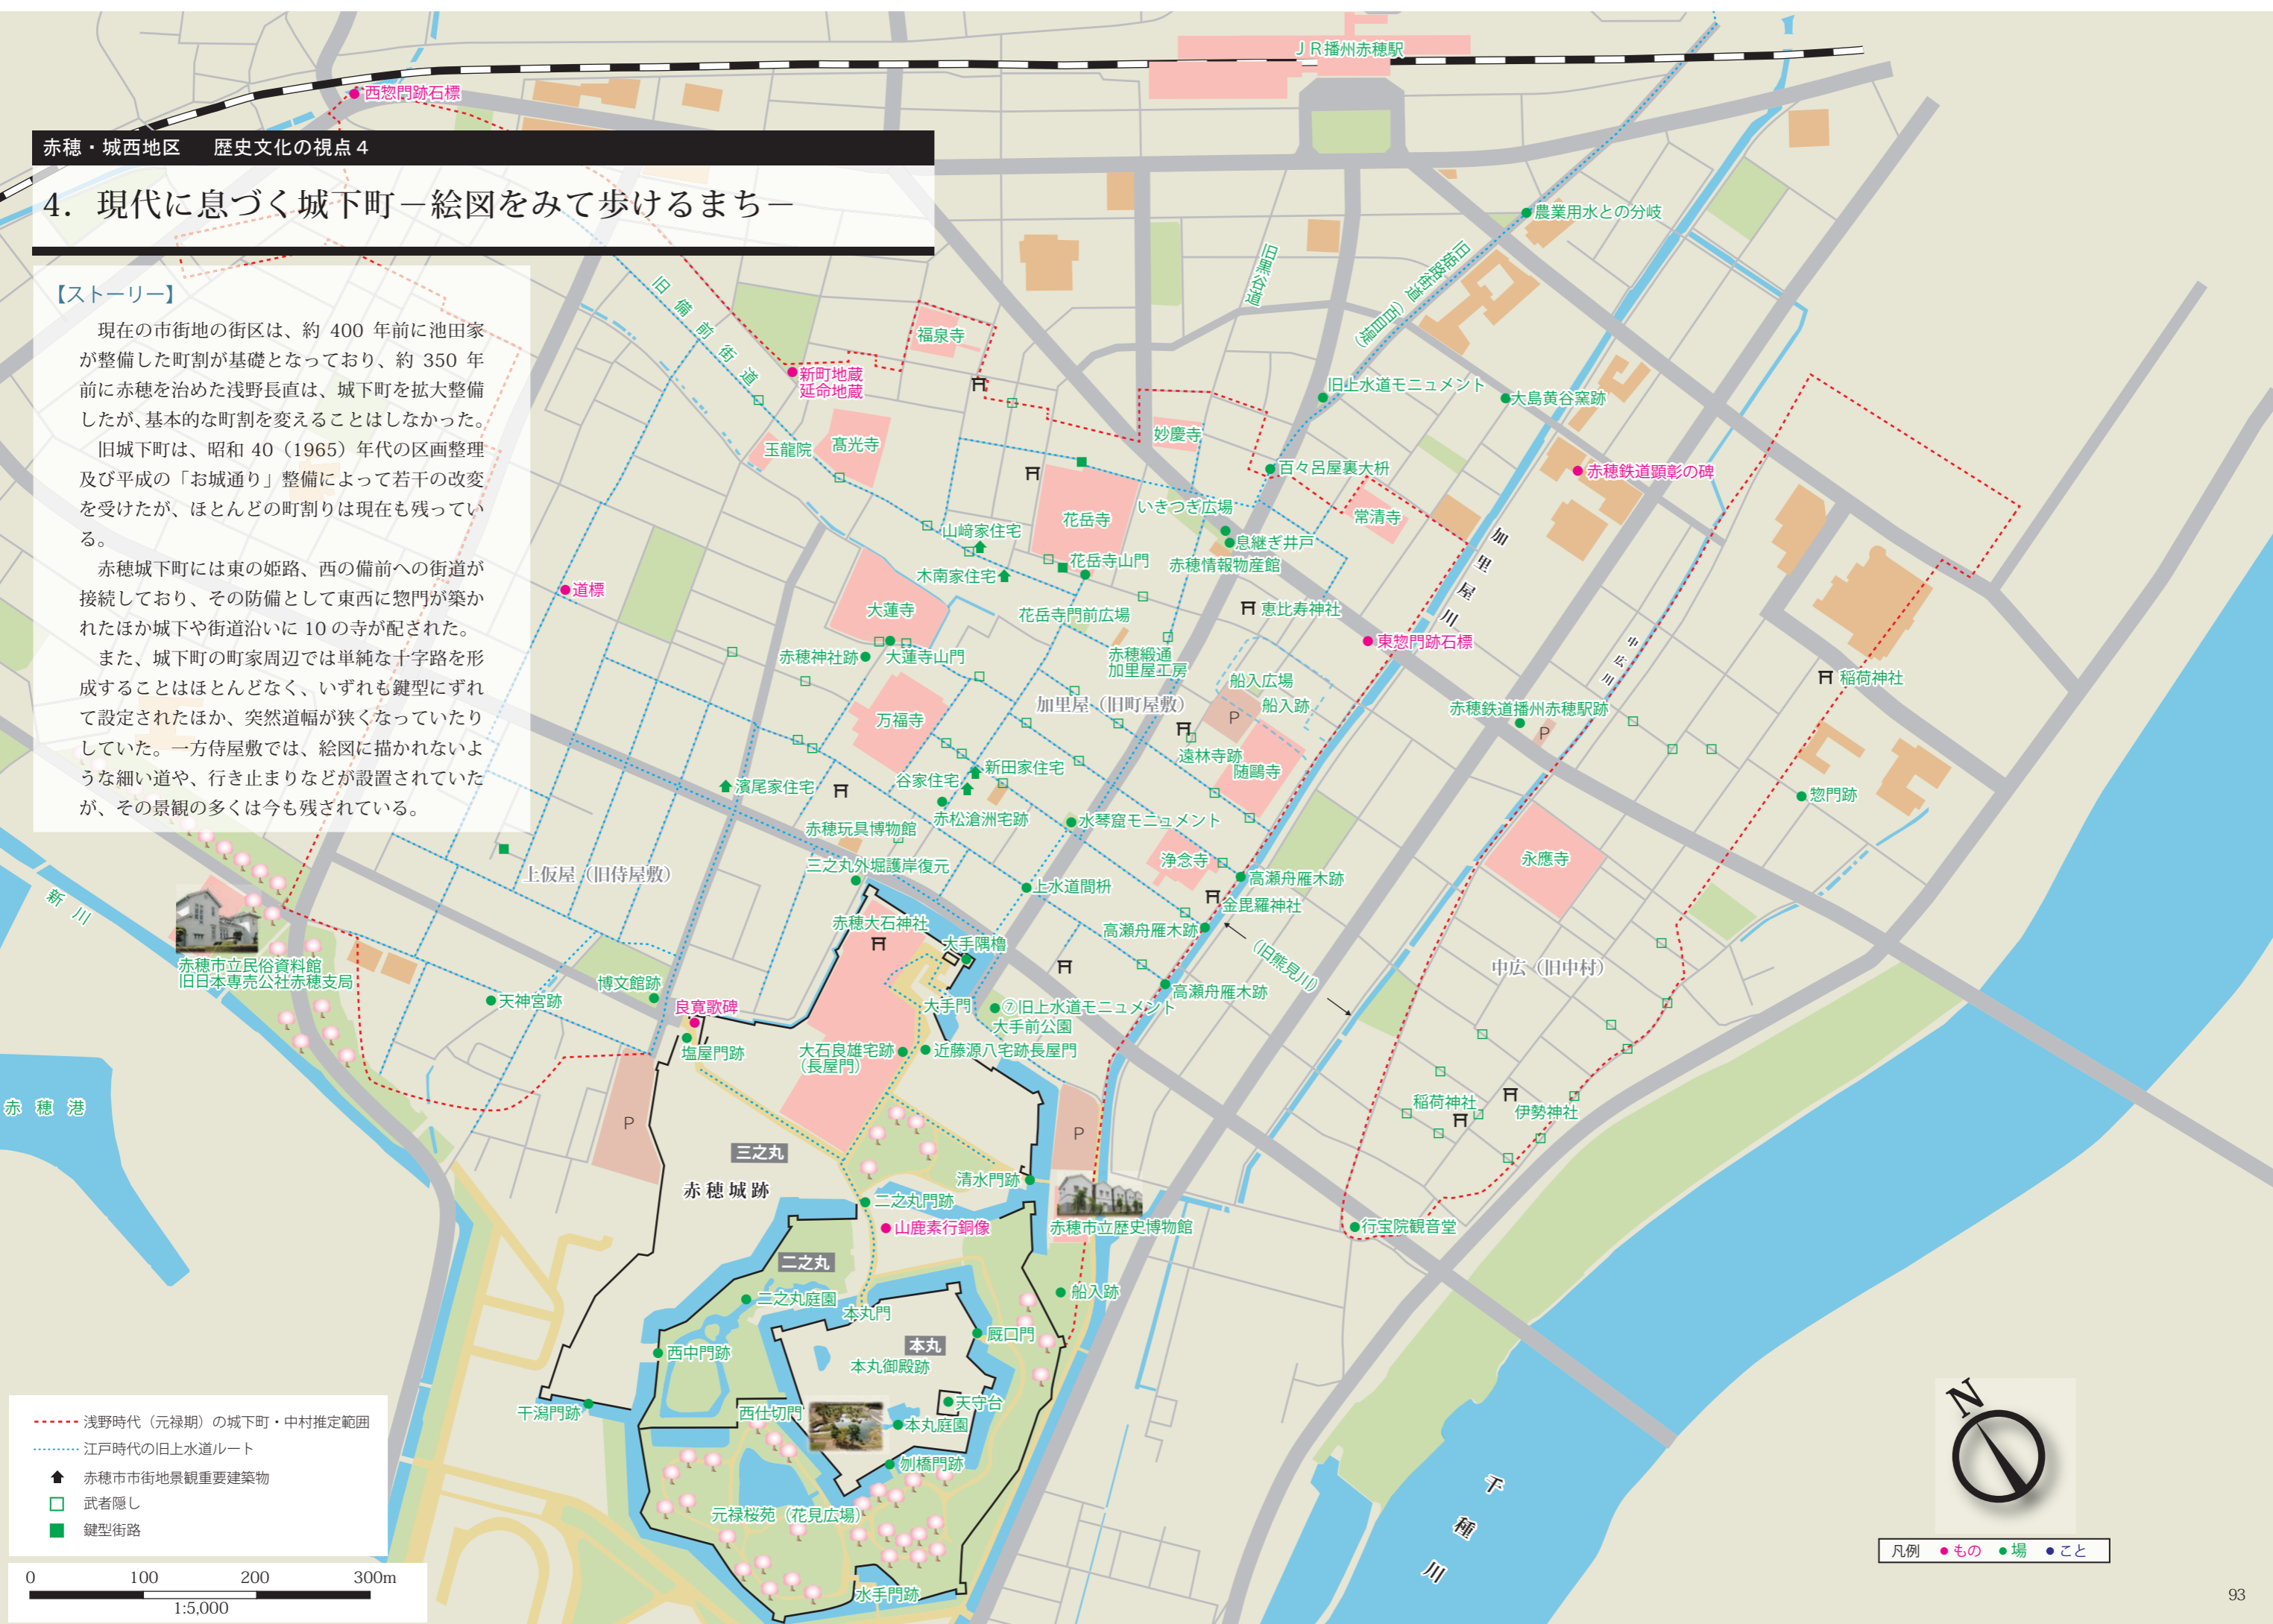 JR播州赤穂駅
西惣門跡石標
赤穂・城西地区　歴史文化の視点4
4．現代に息づく城下町－絵図をみて歩けるまち－
【ストーリー】
現在の市街地の街区は、約 400 年前に池田家
が整備した町割が基礎となっており、約 350 年
前に赤穂を治めた浅野長直は、城下町を拡大整備
したが、基本的な町割を変えることはしなかった。
旧城下町は、昭和 40（1965）年代の区画整理
及び平成の「お城通り」整備によって若干の改変
を受けたが、ほとんどの町割りは現在も残ってい
る。
赤穂城下町には東の姫路、西の備前への街道が
接続しており、その防備として東西に惣門が築か
れたほか城下や街道沿いに 10 の寺が配された。
また、城下町の町家周辺では単純な十字路を形
成することはほとんどなく、いずれも鍵型にずれ
て設定されたほか、突然道幅が狭くなっていたり
していた。一方侍屋敷では、絵図に描かれないよ
うな細い道や、行き止まりなどが設置されていた
が、その景観の多くは今も残されている。
農業用水との分岐
旧黒谷道
旧姫路街道（百目堤）
旧備前街道
福泉寺
新町地蔵
延命地蔵
旧上水道モニュメント
大島黄谷窯跡
玉龍院
髙光寺
妙慶寺
百々呂屋裏大枡
赤穂鉄道顕彰の碑
いきつぎ広場
花岳寺
常清寺
山﨑家住宅
息継ぎ井戸
花岳寺山門
赤穂情報物産館
木南家住宅
加里屋川
道標
大蓮寺
花岳寺門前広場
恵比寿神社
東惣門跡石標
中広川
赤穂神社跡
大蓮寺山門
赤穂緞通
加里屋工房
船入広場
稲荷神社
加里屋（旧町屋敷）
船入跡
赤穂鉄道播州赤穂駅跡
万福寺
P
P
遠林寺跡
随鷗寺
新田家住宅
谷家住宅
濱尾家住宅
惣門跡
赤松滄洲宅跡
水琴窟モニュメント
赤穂玩具博物館
浄念寺
永應寺
三之丸外堀護岸復元
上仮屋（旧侍屋敷）
高瀬舟雁木跡
上水道間枡
新川
金毘羅神社
赤穂大石神社
高瀬舟雁木跡
大手隅櫓
（旧熊見川）
赤穂市立民俗資料館
旧日本専売公社赤穂支局
中広（旧中村）
博文館跡
天神宮跡
高瀬舟雁木跡
良寛歌碑
大手門
⑦旧上水道モニュメント
大手前公園
塩屋門跡
大石良雄宅跡
（長屋門）
近藤源八宅跡長屋門
赤穂港
稲荷神社
伊勢神社
P
P
三之丸
赤穂城跡
清水門跡
二之丸門跡
山鹿素行銅像
赤穂市立歴史博物館
行宝院観音堂
二之丸
二之丸庭園
船入跡
本丸門
厩口門
本丸
西中門跡
本丸御殿跡
天守台
干潟門跡
西仕切門
本丸庭園
刎橋門跡
元禄桜苑（花見広場）
水手門跡
千種川
浅野時代（元禄期）の城下町・中村推定範囲
江戸時代の旧上水道ルート
赤穂市市街地景観重要建築物
武者隠し
鍵型街路
0 100 200 300m
1:5,000
N
凡例 ●もの ●場 ●こと
93